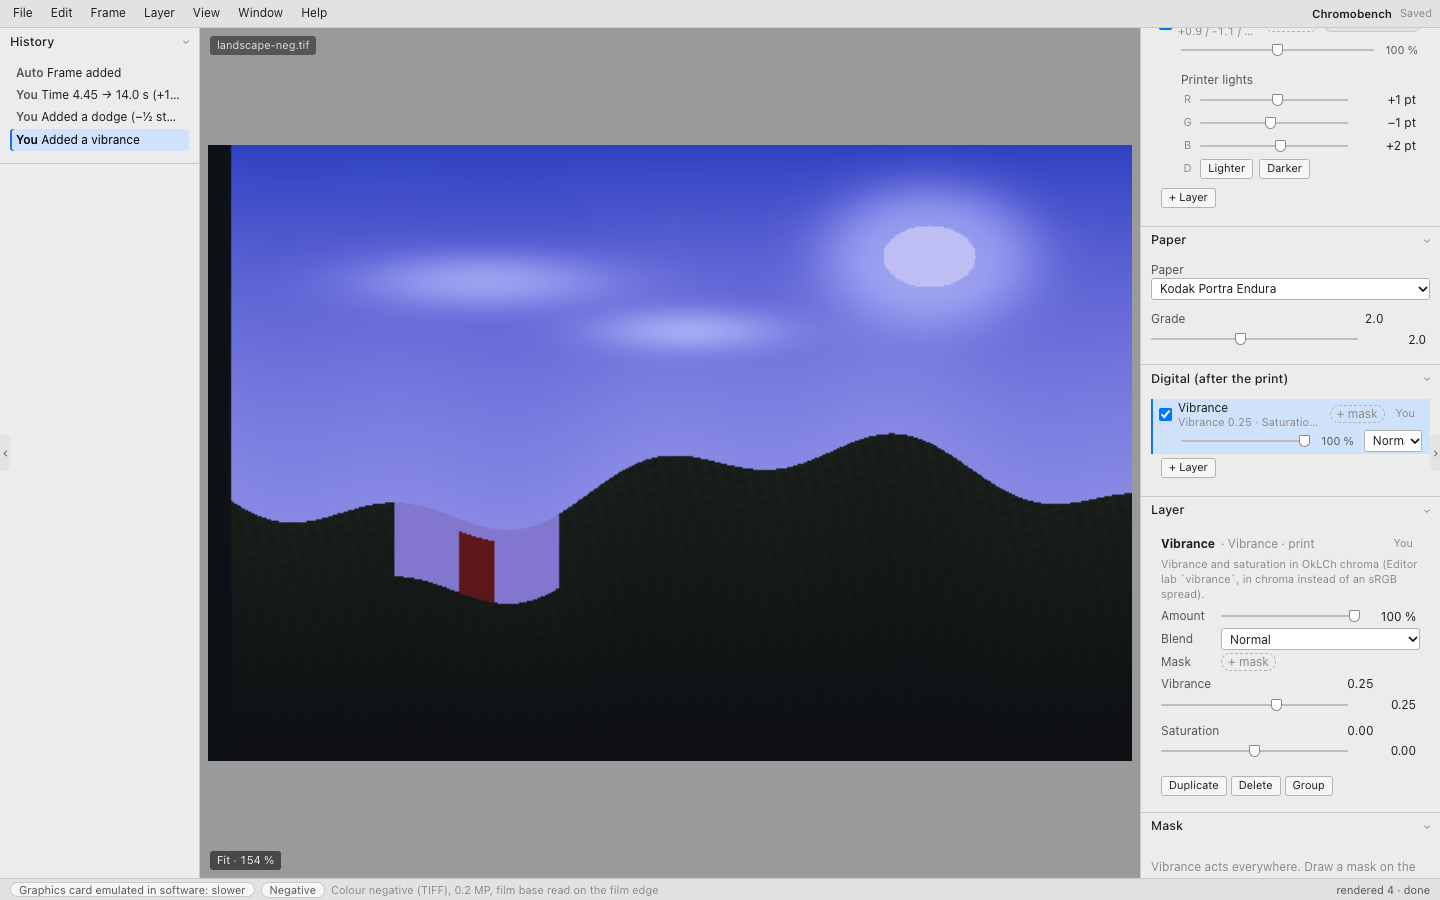 File Edit Frame Layer View Window Help
Chromobench Saved
History
Auto Frame added
You Time 4.45 → 14.0 s (+1...
You Added a dodge (−½ st...
You Added a vibrance
landscape-neg.tif
Fit · 154 %
+0.9 / -1.1 / ...
100 %
Printer lights
R +1 pt
G −1 pt
B +2 pt
D Lighter Darker
+ Layer
Paper
Paper
Kodak Portra Endura
Grade 2.0
2.0
Digital (after the print)
Vibrance + mask You
Vibrance 0.25 · Saturatio...
100 % Norm
+ Layer
Layer
Vibrance · Vibrance · print You
Vibrance and saturation in OkLCh chroma (Editor
lab `vibrance`, in chroma instead of an sRGB
spread).
Amount 100 %
Blend Normal
Mask + mask
Vibrance 0.25
0.25
Saturation 0.00
0.00
Duplicate Delete Group
Mask
Vibrance acts everywhere. Draw a mask on the
Graphics card emulated in software: slower Negative Colour negative (TIFF), 0.2 MP, film base read on the film edge rendered 4 · done